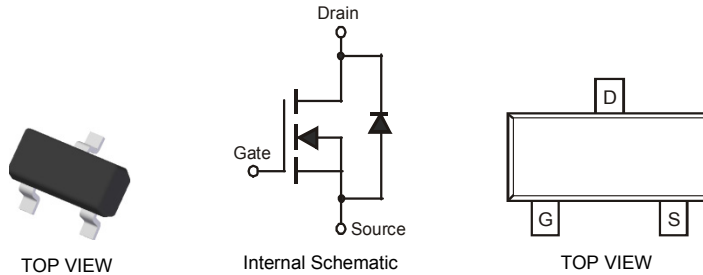 Drain
D
Gate
G
S
Source
TOP VIEW
Internal Schematic
TOP VIEW